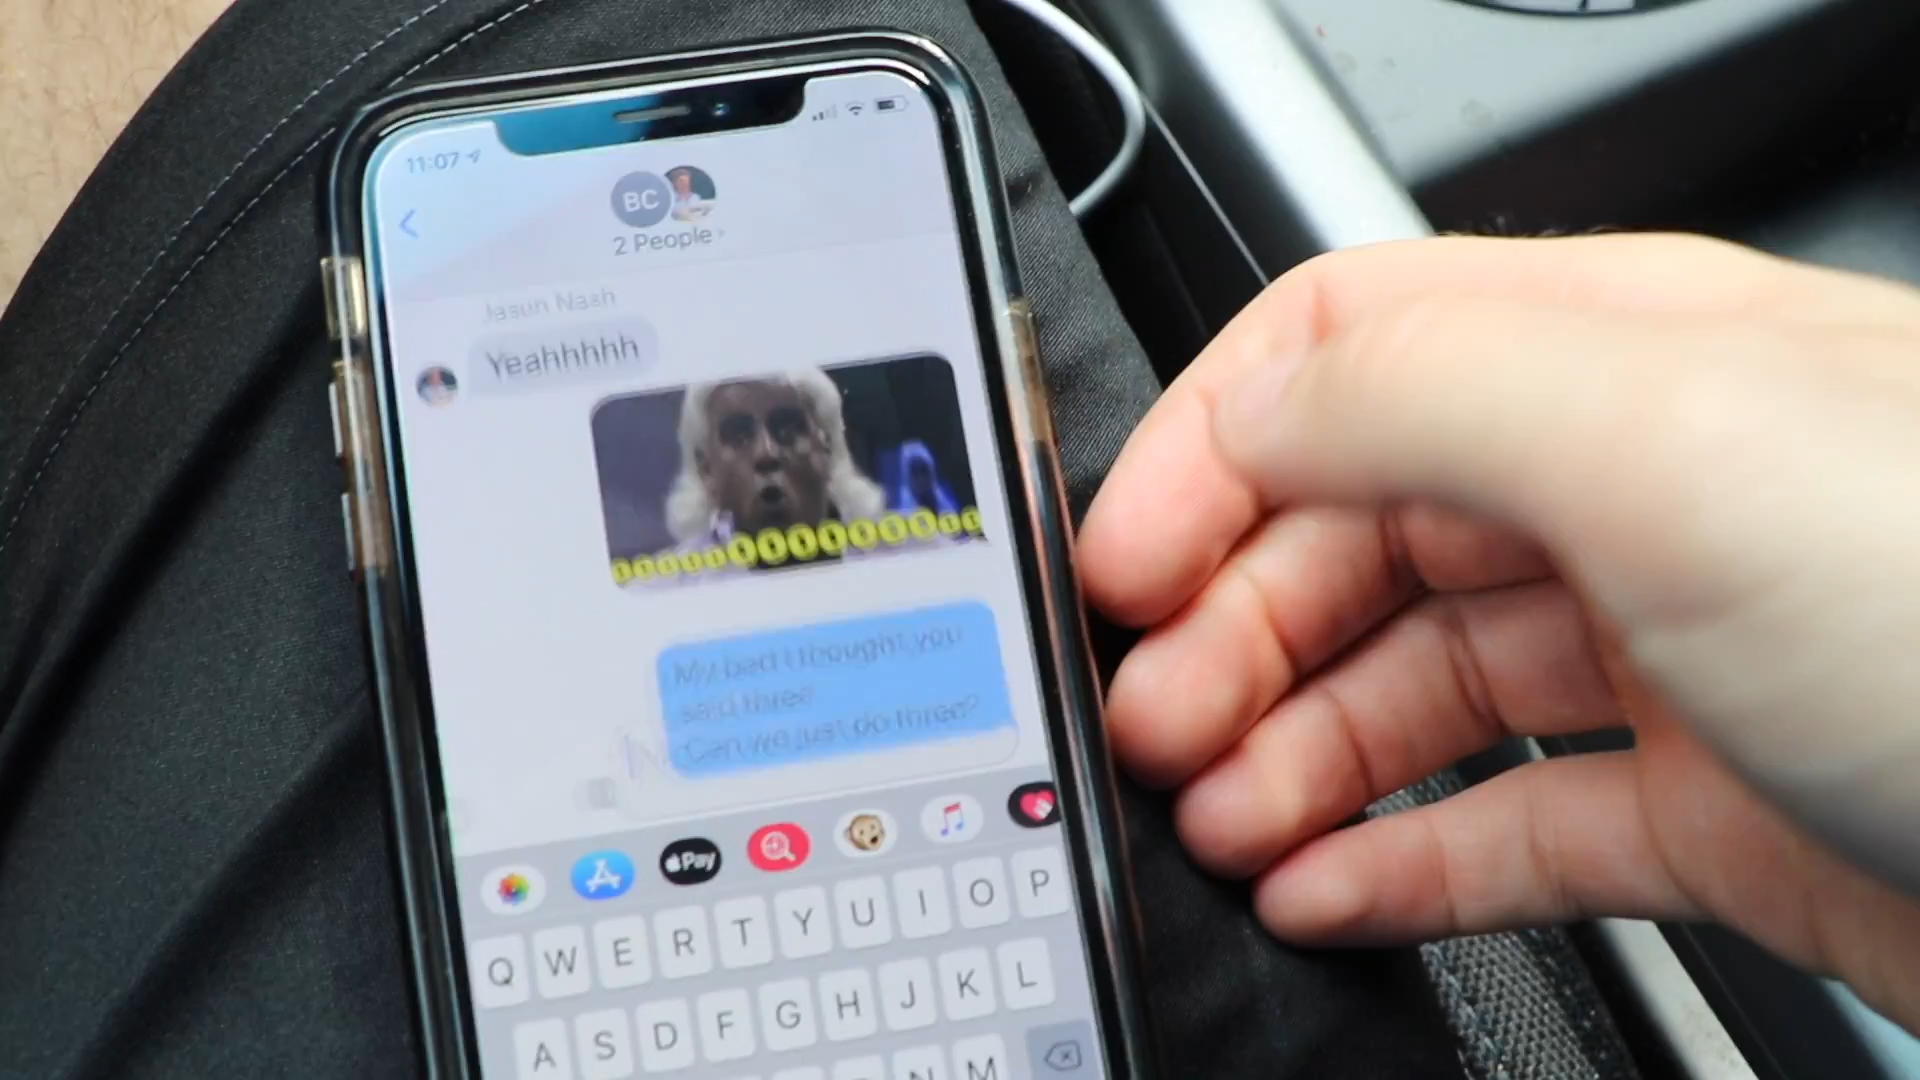 11:07
BC
2 People
Jasun Nash
Yeahhhhh
My bad I thought you
said three
Can we just do three?
Pay
Q W E R T Y U I O P
A S D F G H J K L
N M